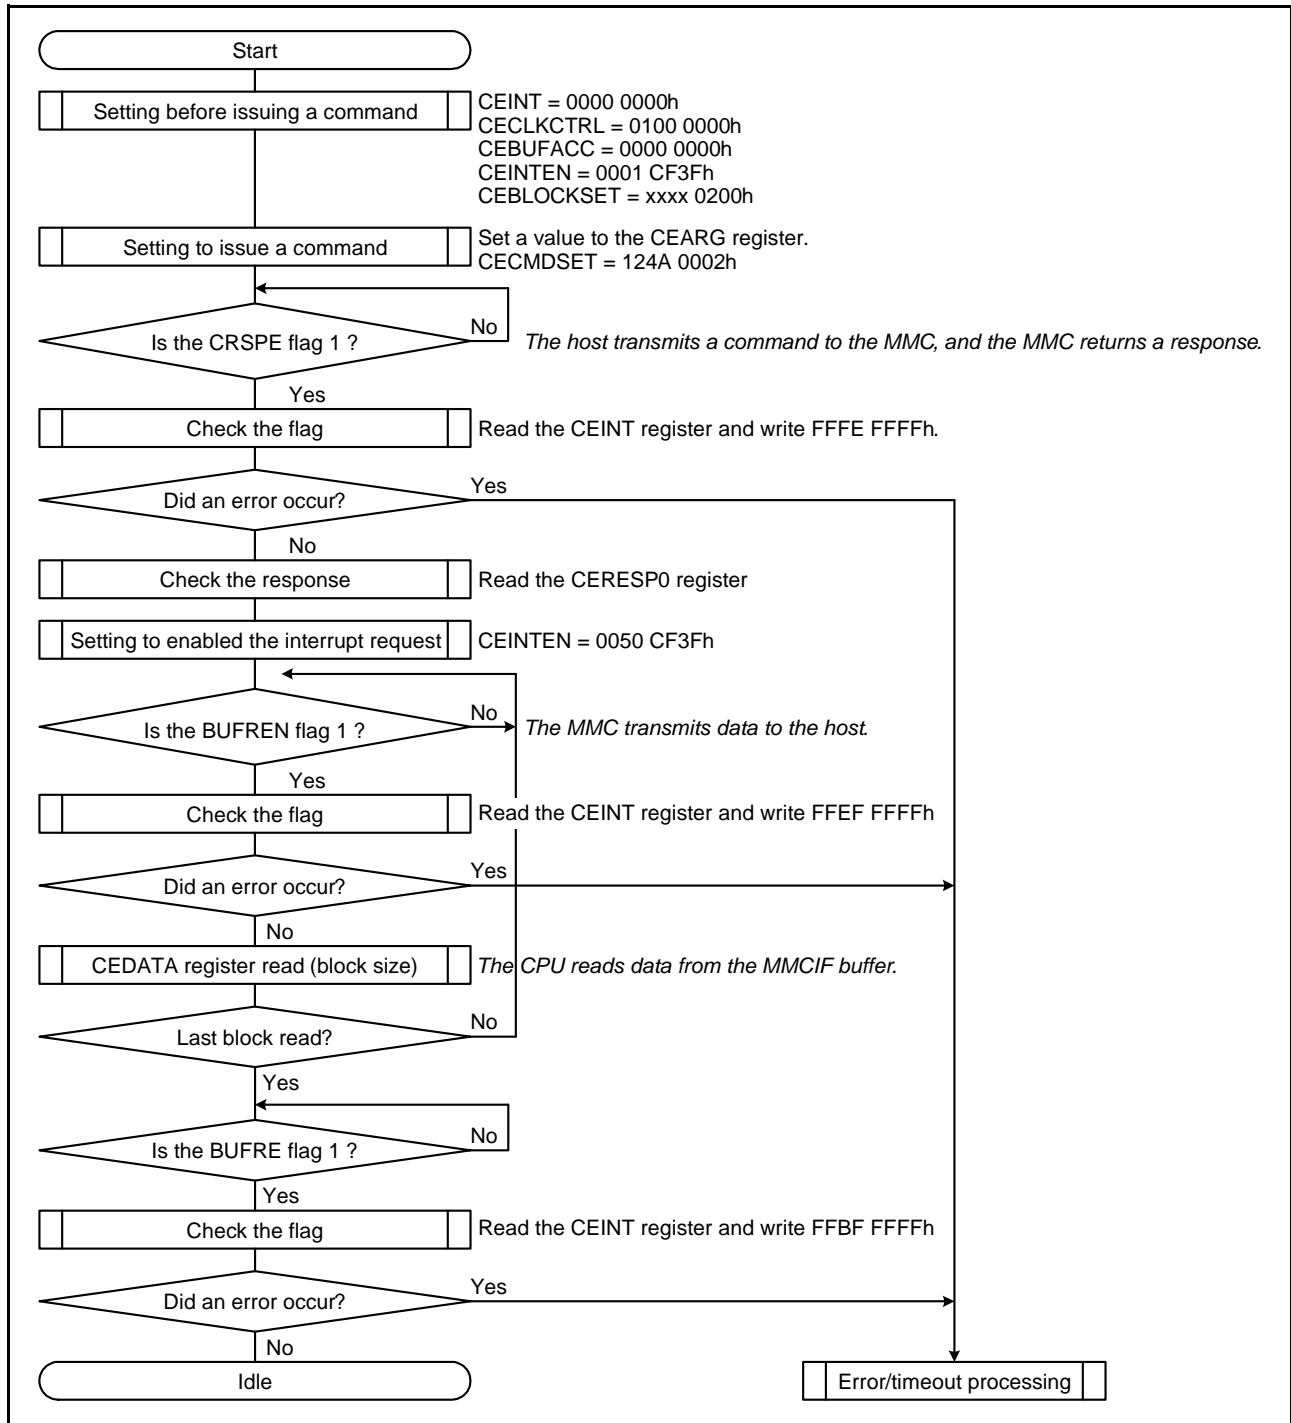 Start
Setting before issuing a command
CEINT = 0000 0000h
CECLKCTRL = 0100 0000h
CEBUFACC = 0000 0000h
CEINTEN = 0001 CF3Fh
CEBLOCKSET = xxxx 0200h
Setting to issue a command
Set a value to the CEARG register.
CECMDSET = 124A 0002h
Is the CRSPE flag 1 ?
No
The host transmits a command to the MMC, and the MMC returns a response.
Yes
Check the flag
Read the CEINT register and write FFFE FFFFh.
Did an error occur?
Yes
No
Check the response
Read the CERESP0 register
Setting to enabled the interrupt request
CEINTEN = 0050 CF3Fh
Is the BUFREN flag 1 ?
No
The MMC transmits data to the host.
Yes
Check the flag
Read the CEINT register and write FFEF FFFFh
Did an error occur?
Yes
No
CEDATA register read (block size)
The CPU reads data from the MMCIF buffer.
Last block read?
No
Yes
Is the BUFRE flag 1 ?
No
Yes
Check the flag
Read the CEINT register and write FFBF FFFFh
Did an error occur?
Yes
No
Idle
Error/timeout processing